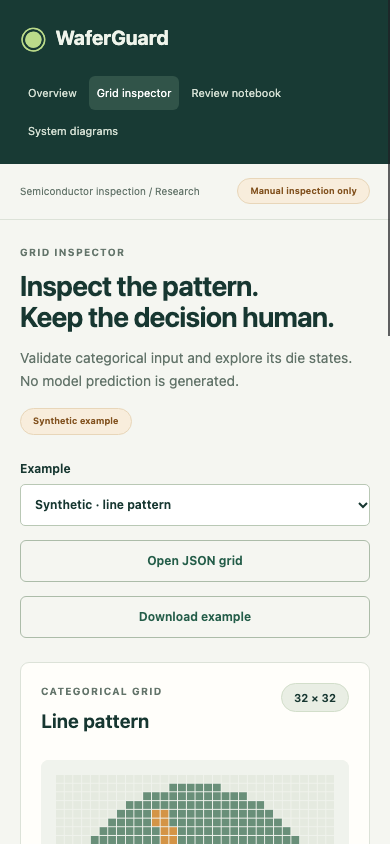 WaferGuard
Overview
Grid inspector
Review notebook
System diagrams
Semiconductor inspection / Research
Manual inspection only
GRID INSPECTOR
Inspect the pattern.
Keep the decision human.
Validate categorical input and explore its die states.
No model prediction is generated.
Synthetic example
Example
Synthetic · line pattern
Open JSON grid
Download example
CATEGORICAL GRID
32 × 32
Line pattern